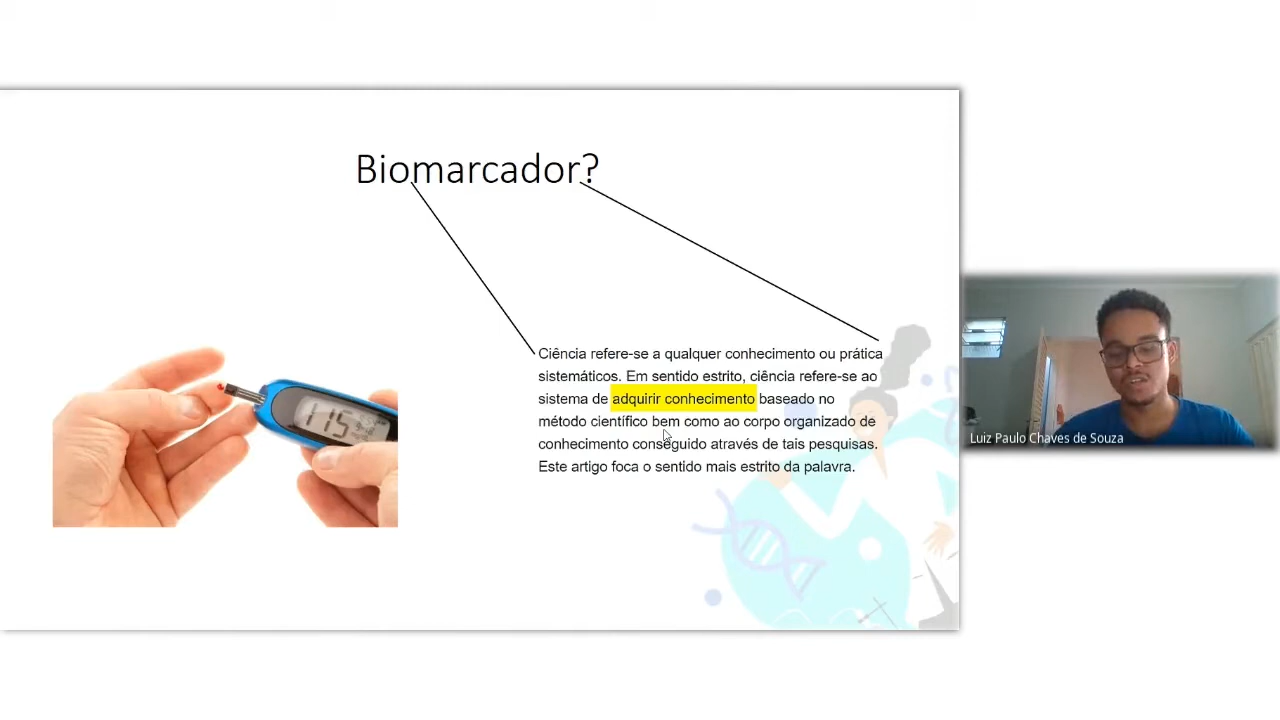 Biomarcador?
Ciência refere-se a qualquer conhecimento ou prática
sistemáticos. Em sentido estrito, ciência refere-se ao
sistema de adquirir conhecimento baseado no
método científico bem como ao corpo organizado de
conhecimento conseguido através de tais pesquisas.
Este artigo foca o sentido mais estrito da palavra.
115
Luiz Paulo Chaves de Souza